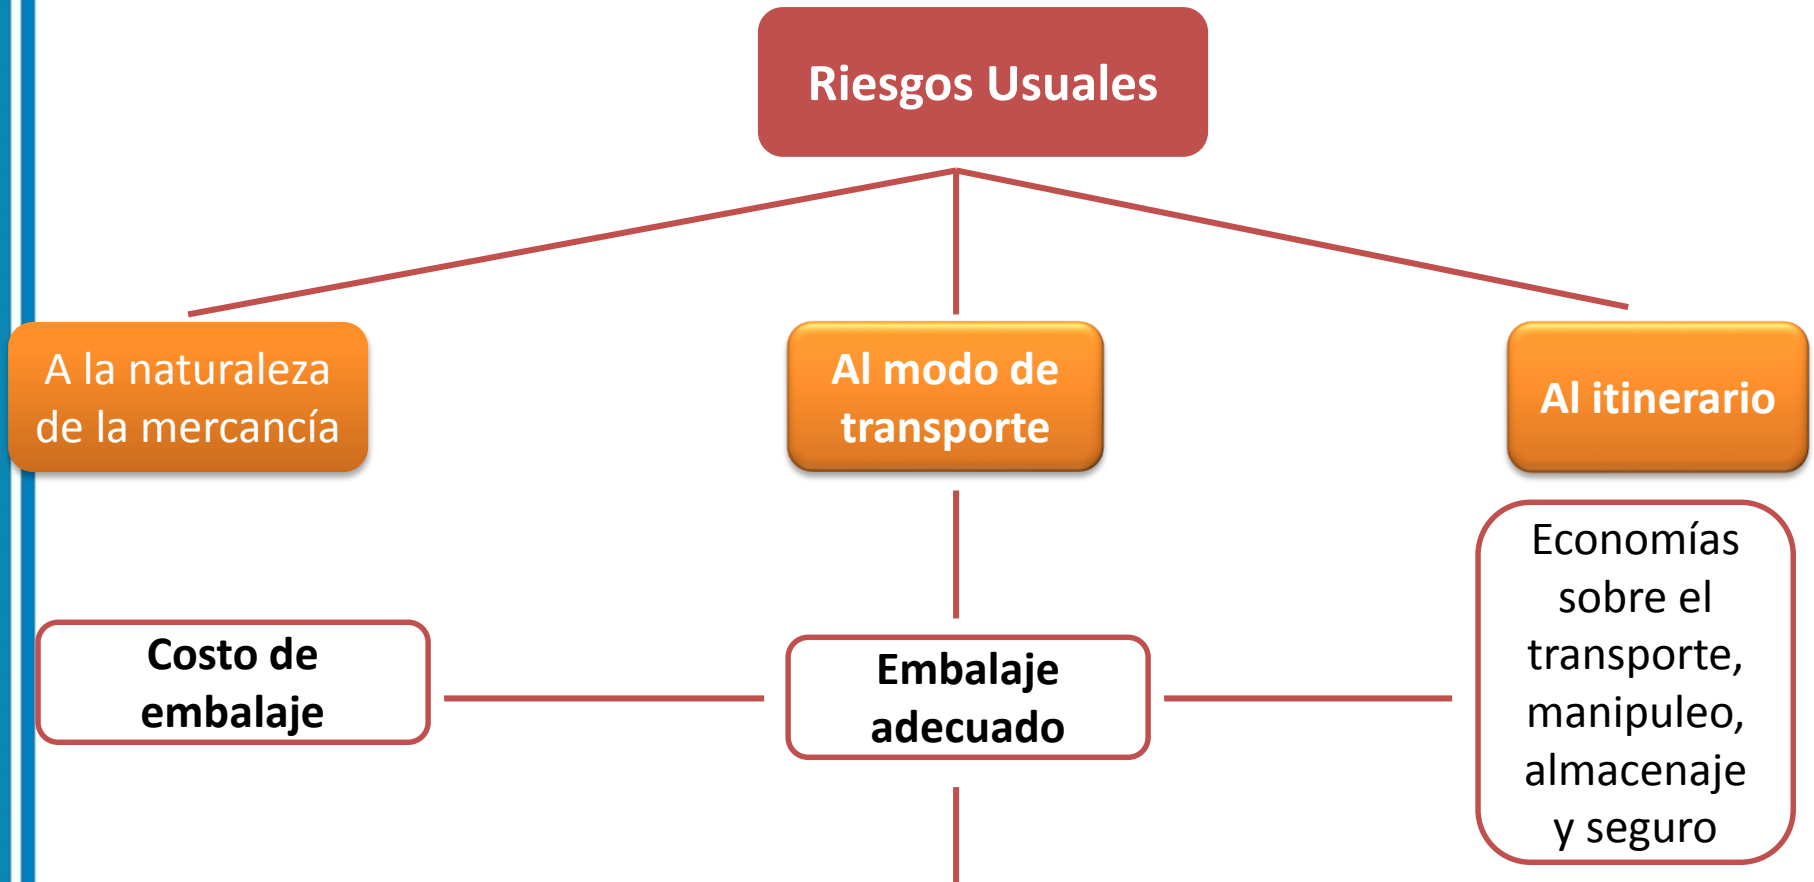 Riesgos Usuales
A la naturaleza
de la mercancía
Al modo de
transporte
Al itinerario
Costo de
embalaje
Embalaje
adecuado
Economías
sobre el
transporte,
manipuleo,
almacenaje
y seguro